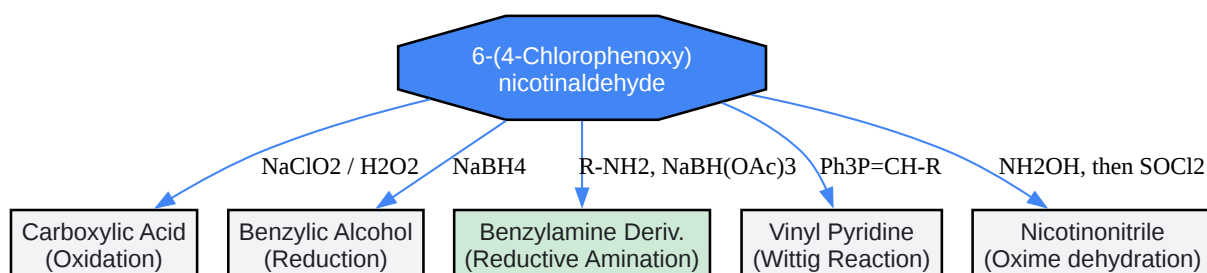 6-(4-Chlorophenoxy)
nicotinaldehyde
NaClO2 / H2O2
NaBH4
R-NH2, NaBH(OAc)3
Ph3P=CH-R
NH2OH, then SOCl2
Carboxylic Acid
(Oxidation)
Benzylic Alcohol
(Reduction)
Benzylamine Deriv.
(Reductive Amination)
Vinyl Pyridine
(Wittig Reaction)
Nicotinonitrile
(Oxime dehydration)